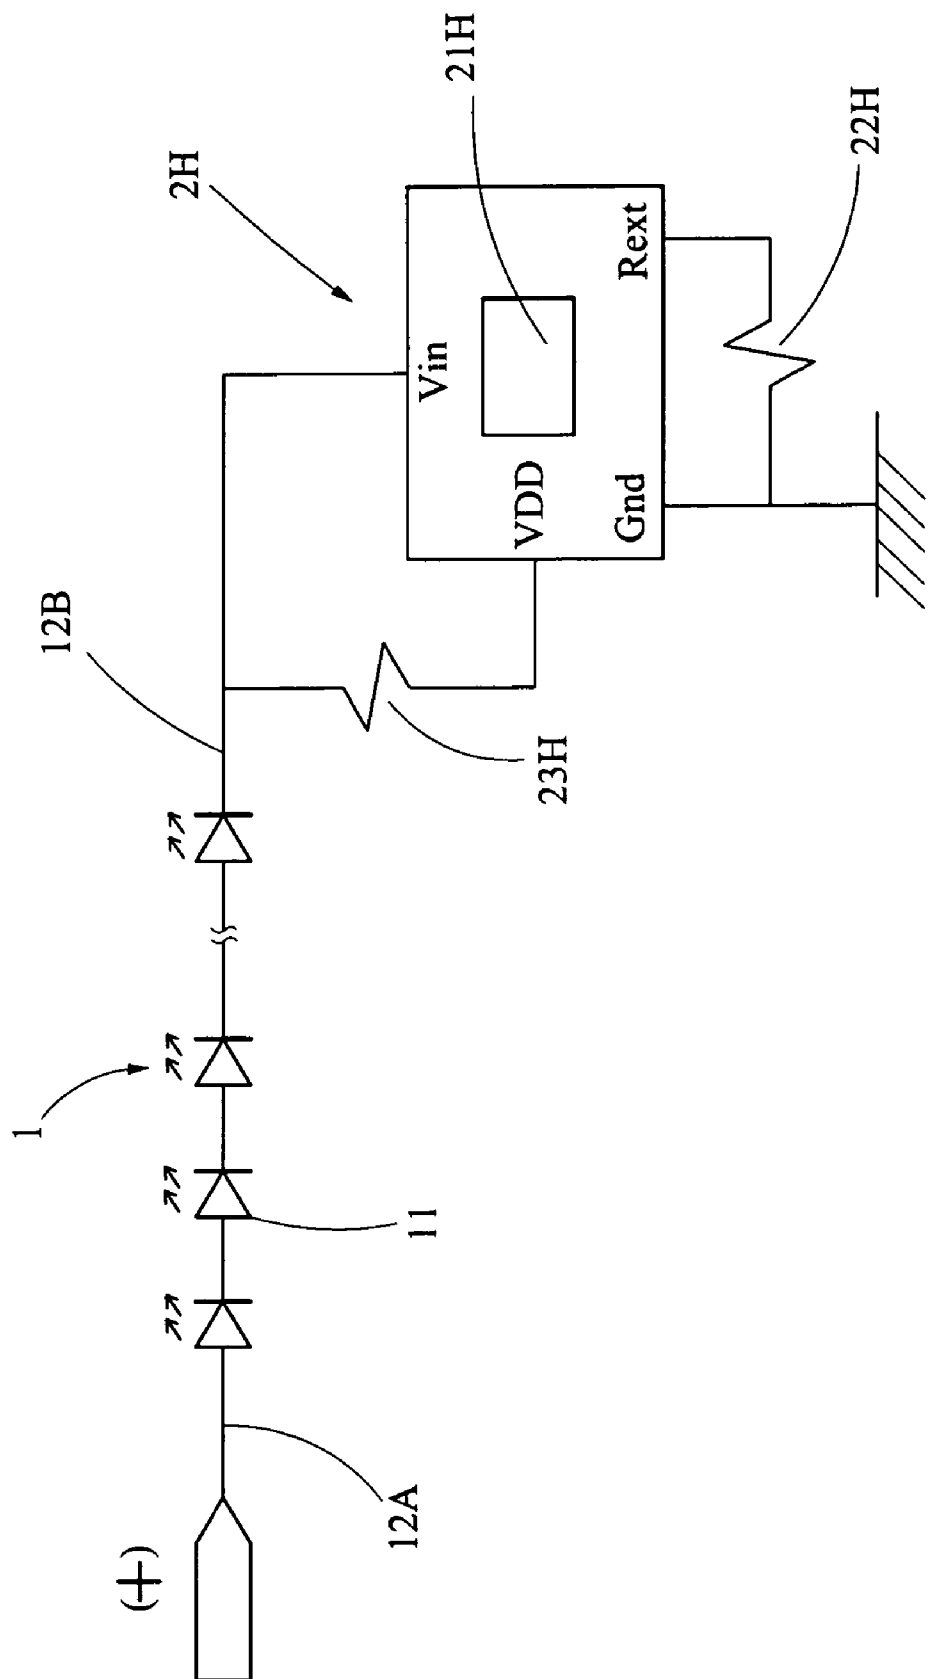 1
2H
21H
12B
Vin
VDD
Gnd
Rext
22H
23H
11
12A
(+)